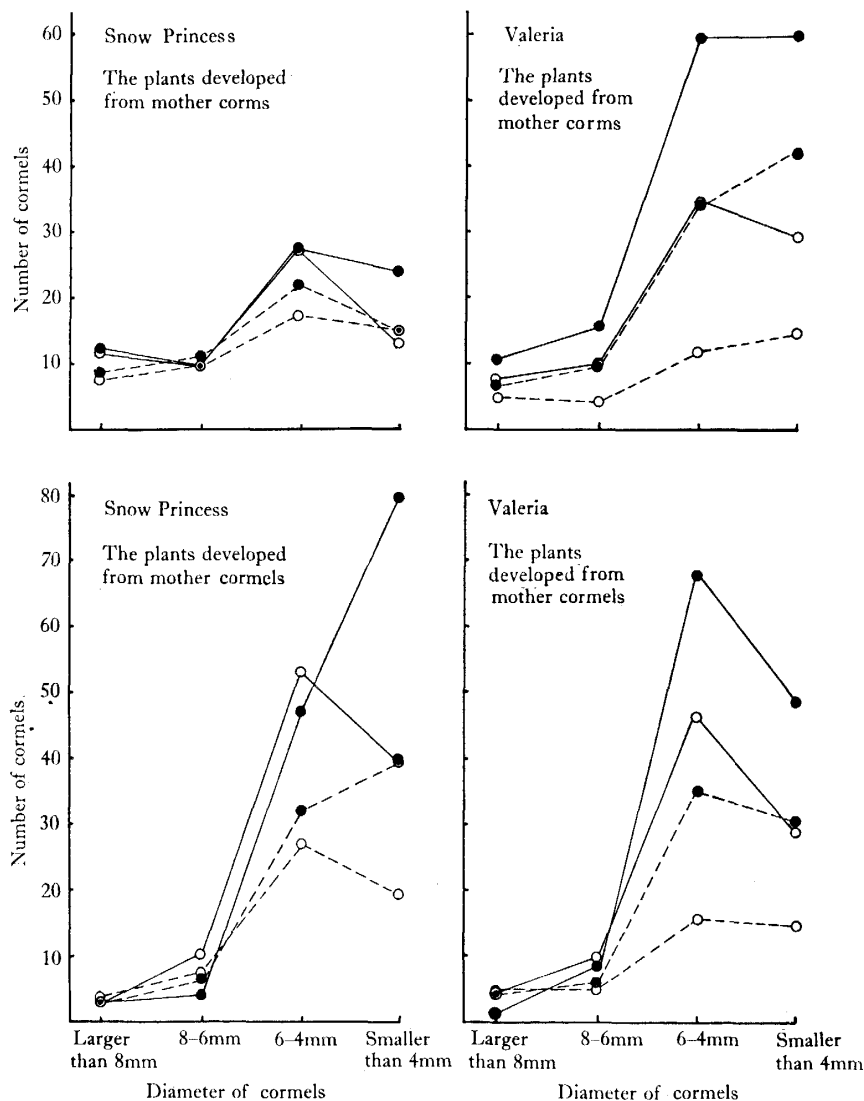 Number of cormels
60
50
40
30
20
10
Snow Princess
The plants developed
from mother corms
Valeria
The plants
developed from
mother corms
Number of cormels
80
70
60
50
40
30
20
10
Snow Princess
The plants developed
from mother cormels
Valeria
The plants
developed from
mother cormels
Larger
than 8mm
8-6mm
6-4mm
Smaller
than 4mm
Diameter of cormels
Larger
than 8mm
8-6mm
6-4mm
Smaller
than 4mm
Diameter of cormels